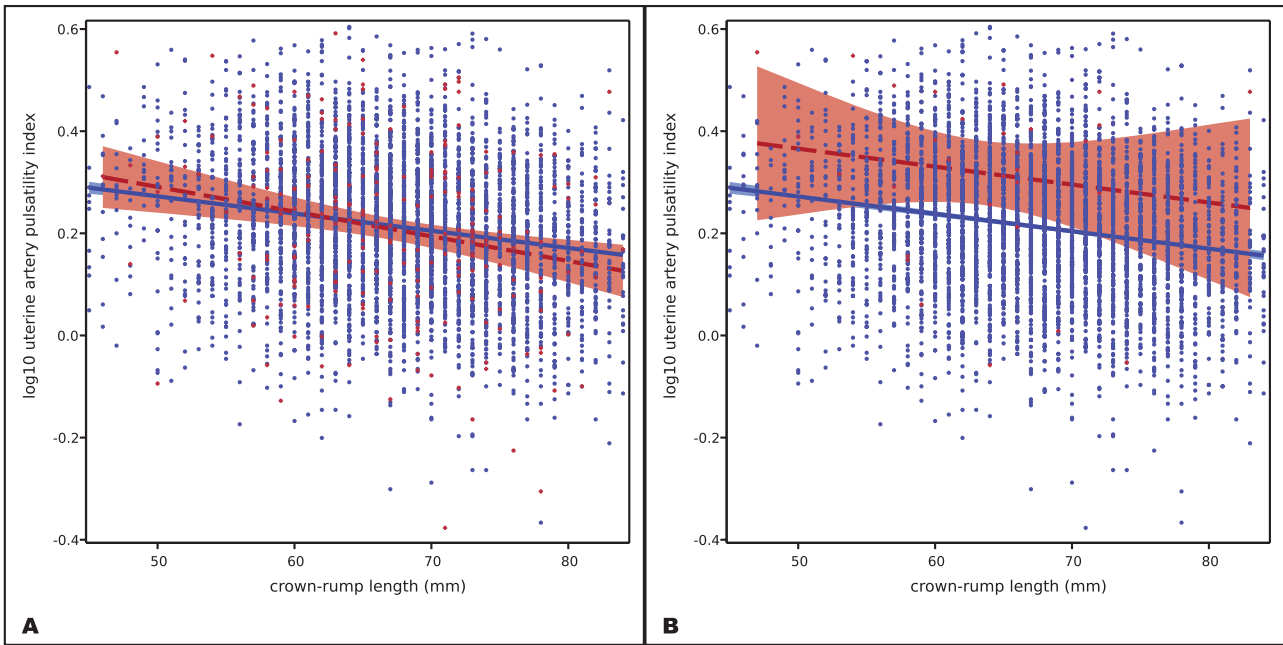 0.6
0.4
0.2
0.0
-0.2
-0.4
log10 uterine artery pulsatility index
50 60 70 80
crown-rump length (mm)
A
0.6
0.4
0.2
0.0
-0.2
-0.4
log10 uterine artery pulsatility index
50 60 70 80
crown-rump length (mm)
B